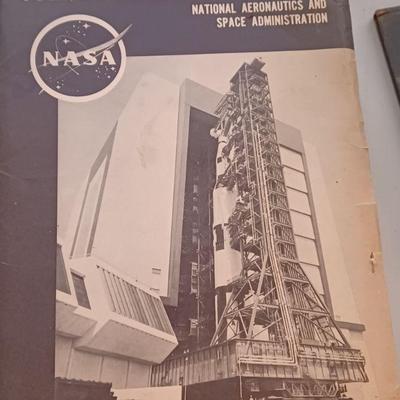 NATIONAL AERONAUTICS AND
SPACE ADMINISTRATION
NASA